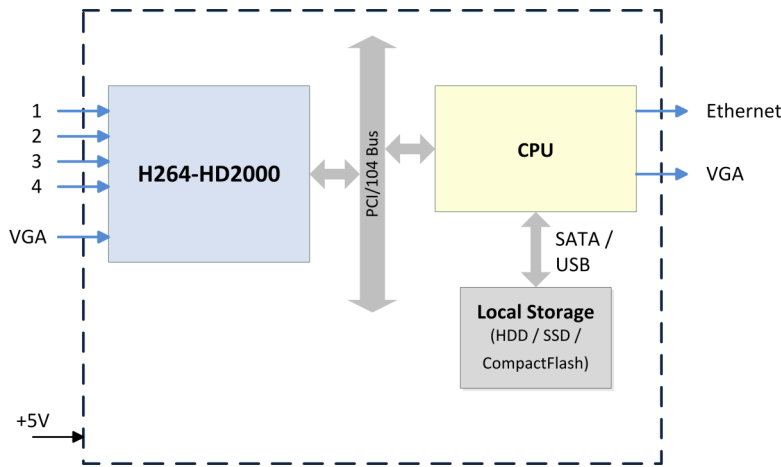 1
2
3
4
VGA
+5V
H264-HD2000
PCI/104 Bus
CPU
Ethernet
VGA
SATA /
USB
Local Storage
(HDD / SSD /
CompactFlash)